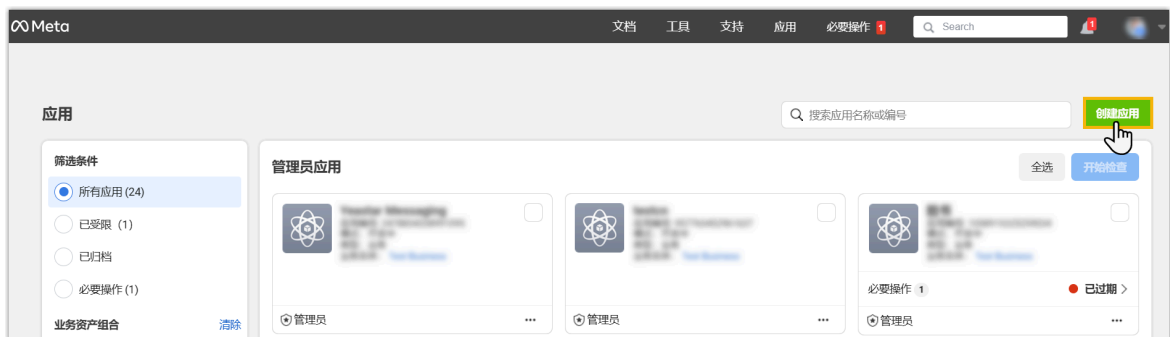 Meta 文档 工具 支持 应用 必要操作 1 Search 1
应用 搜索应用名称或编号 创建应用
筛选条件
所有应用 (24)
已受限 (1)
已归档
必要操作 (1)
业务资产组合 清除
管理员应用 全选 开始检查
必要操作 1 已过期
管理员 管理员 管理员